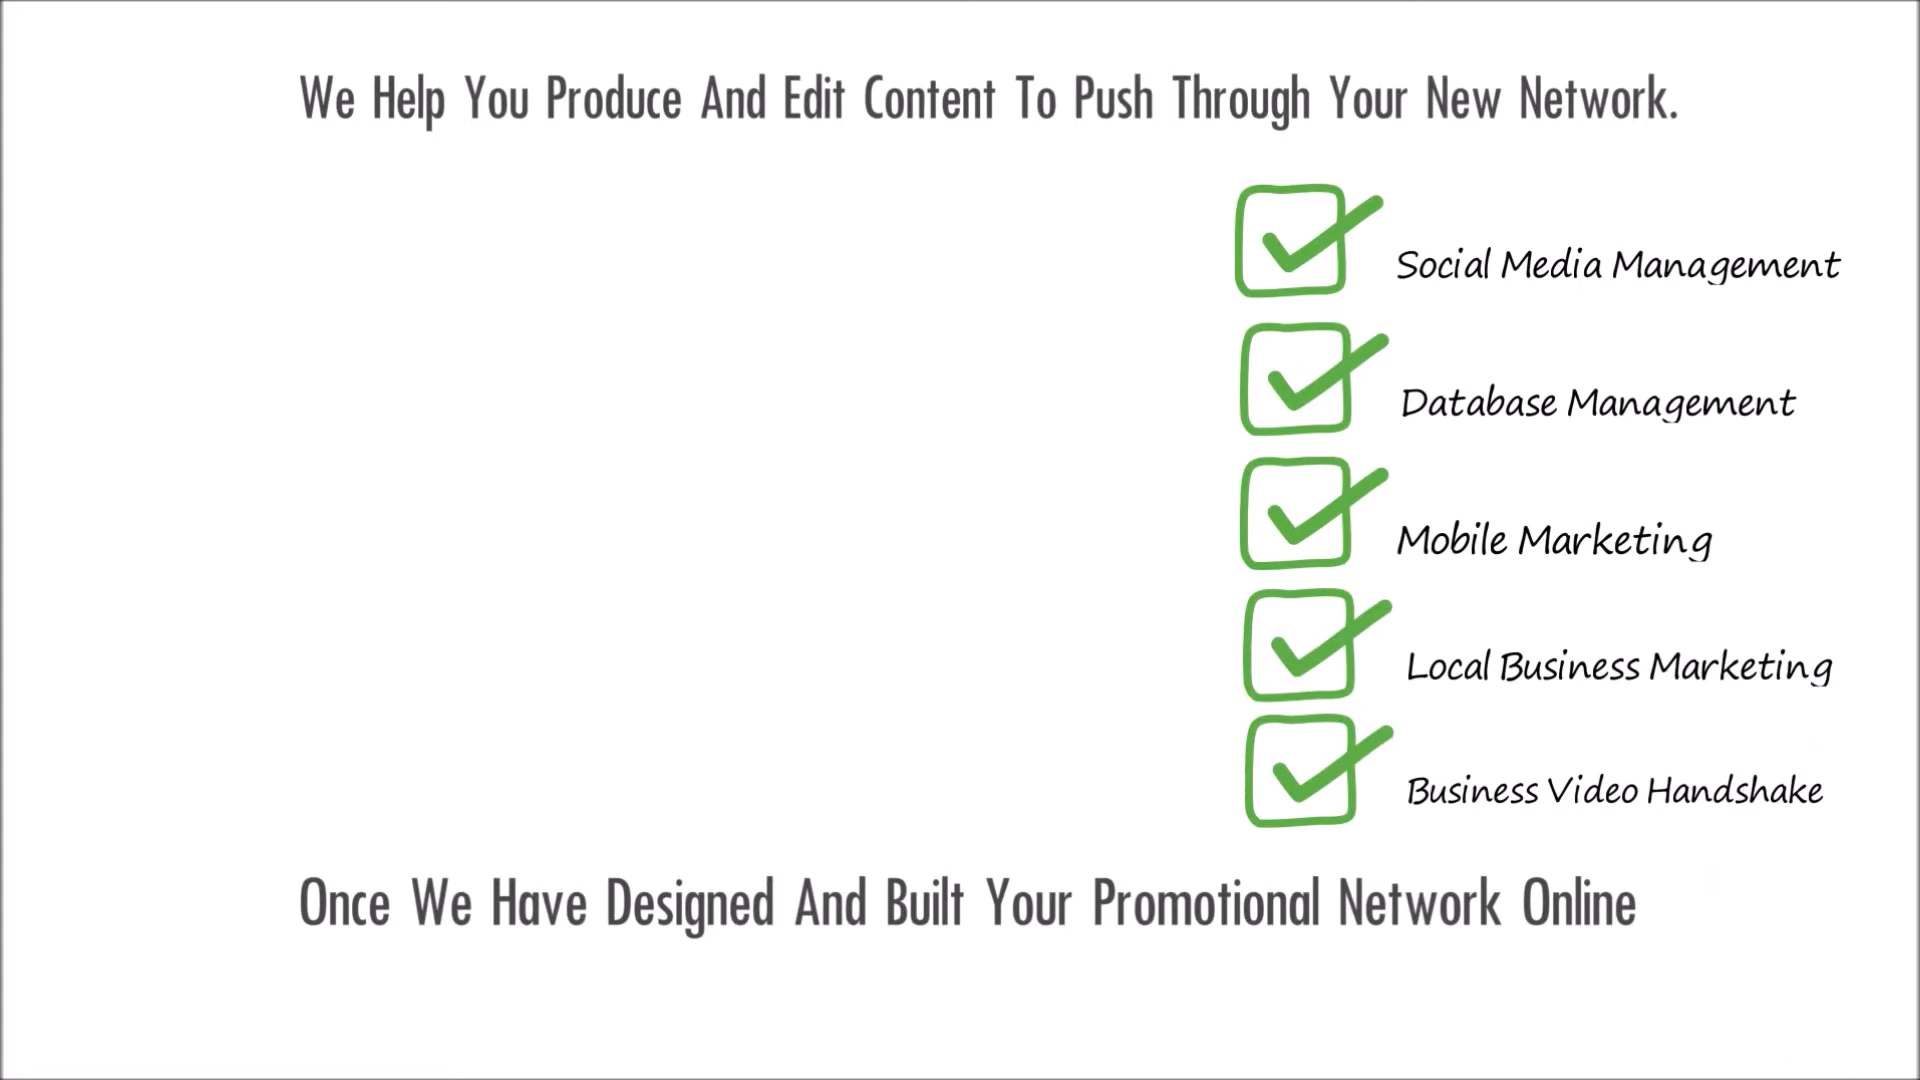 We Help You Produce And Edit Content To Push Through Your New Network.
Social Media Management
Database Management
Mobile Marketing
Local Business Marketing
Business Video Handshake
Once We Have Designed And Built Your Promotional Network Online